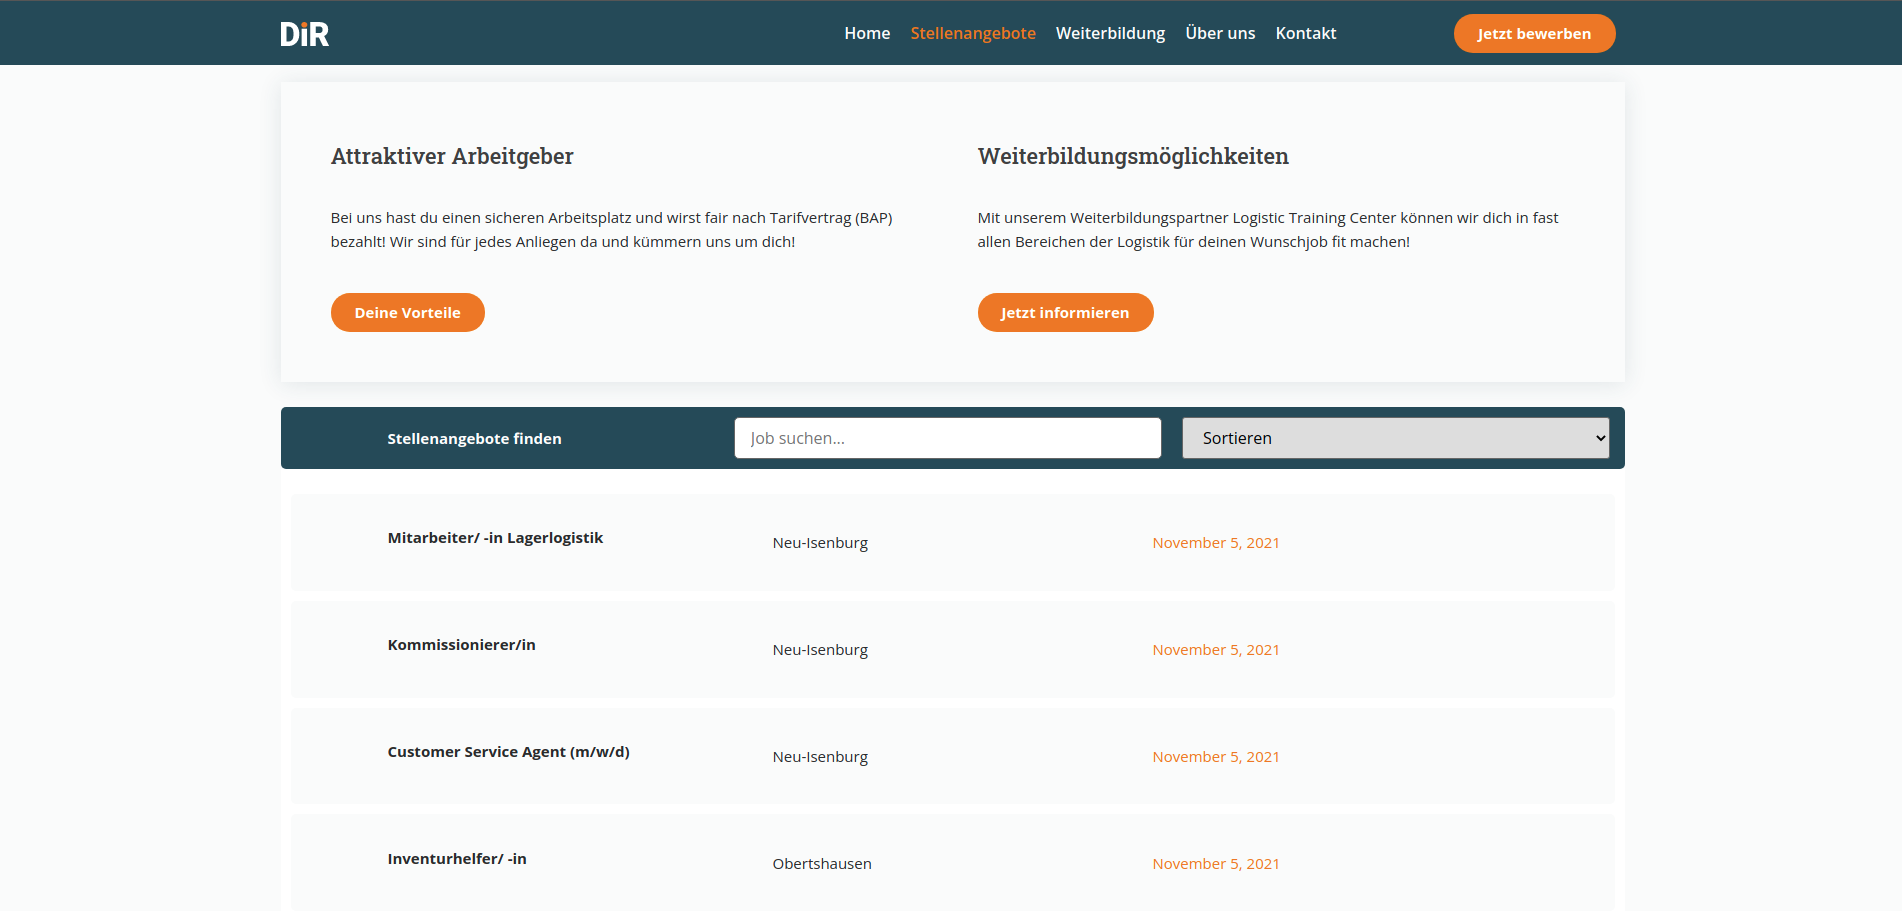 DiR
Home Stellenangebote Weiterbildung Über uns Kontakt
Jetzt bewerben
Attraktiver Arbeitgeber
Bei uns hast du einen sicheren Arbeitsplatz und wirst fair nach Tarifvertrag (BAP)
bezahlt! Wir sind für jedes Anliegen da und kümmern uns um dich!
Deine Vorteile
Weiterbildungsmöglichkeiten
Mit unserem Weiterbildungspartner Logistic Training Center können wir dich in fast
allen Bereichen der Logistik für deinen Wunschjob fit machen!
Jetzt informieren
Stellenangebote finden Job suchen... Sortieren
Mitarbeiter/ -in Lagerlogistik Neu-Isenburg November 5, 2021
Kommissionierer/in Neu-Isenburg November 5, 2021
Customer Service Agent (m/w/d) Neu-Isenburg November 5, 2021
Inventurhelfer/ -in Obertshausen November 5, 2021